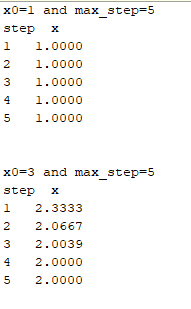 x0=1 and max_step=5
step  x
1   1.0000
2   1.0000
3   1.0000
4   1.0000
5   1.0000
x0=3 and max_step=5
step  x
1   2.3333
2   2.0667
3   2.0039
4   2.0000
5   2.0000